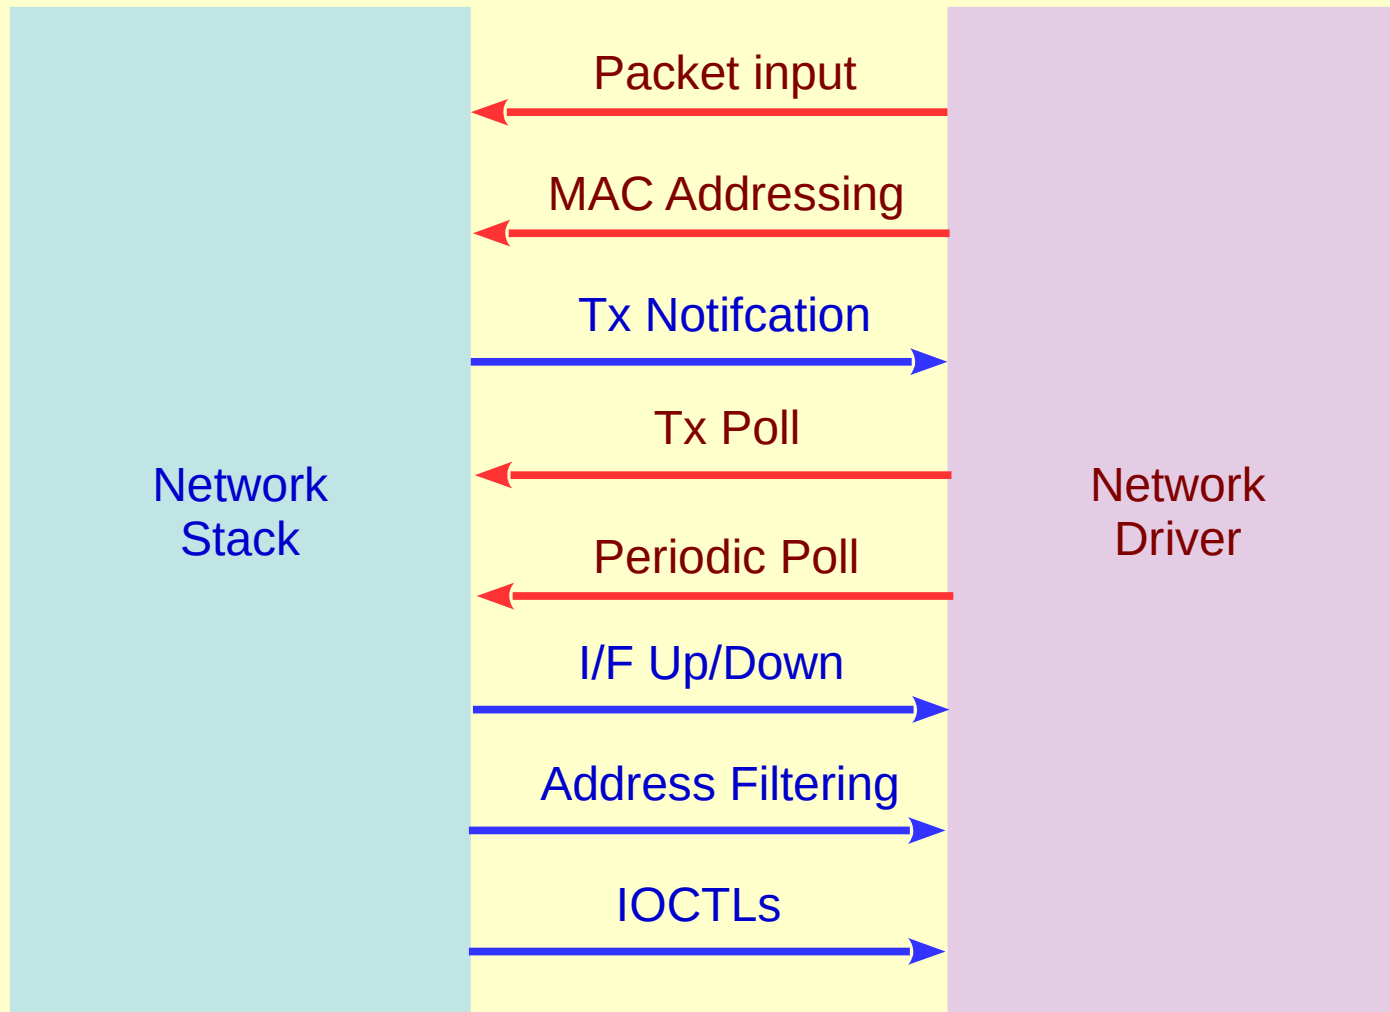 Packet input
MAC Addressing
Tx Notifcation
Tx Poll
Network
Stack
Network
Driver
Periodic Poll
I/F Up/Down
Address Filtering
IOCTLs